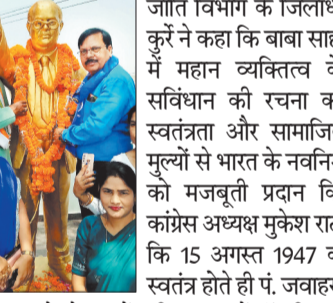 जाति विभाग के जिलाध
कुर्रे ने कहा कि बाबा साह
में महान व्यक्तित्व के
सविंधान की रचना क
स्वतंत्रता और सामाजि
मुल्यों से भारत के नवनि
को मजबूती प्रदान कि
कांग्रेस अध्यक्ष मुकेश रा
कि 15 अगस्त 1947 क
स्वतंत्र होते ही पं. जवाह